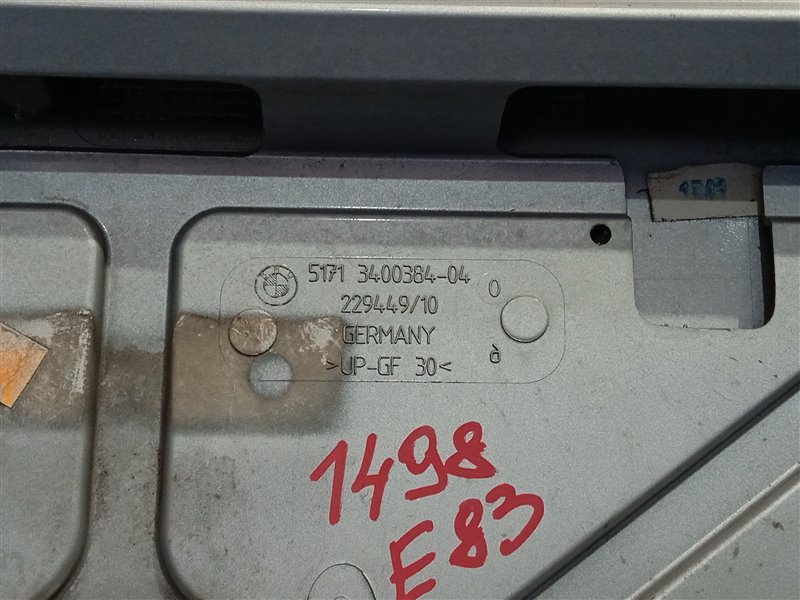 5171 3400384-04
229449/10
GERMANY
>UP-GF 30<
1498
E83